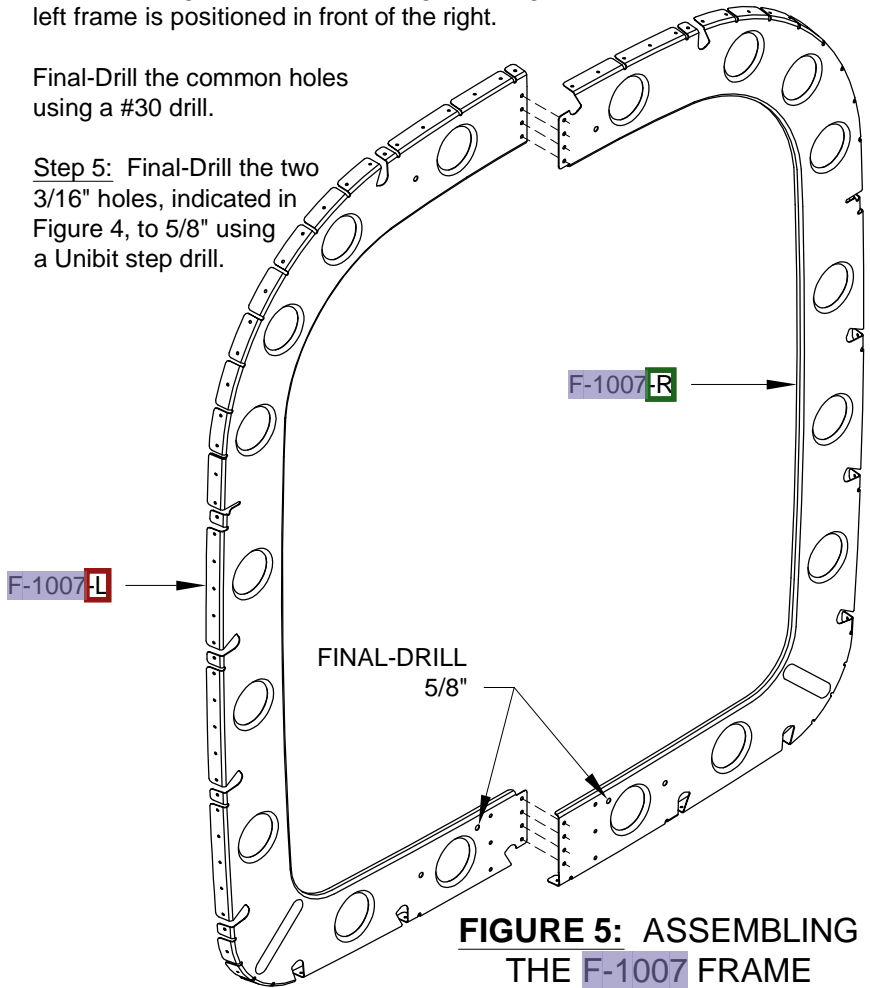 left frame is positioned in front of the right.
Final-Drill the common holes
using a #30 drill.
Step 5: Final-Drill the two
3/16" holes, indicated in
Figure 4, to 5/8" using
a Unibit step drill.
F-1007-R
F-1007-L
FINAL-DRILL
5/8"
FIGURE 5: ASSEMBLING
THE F-1007 FRAME